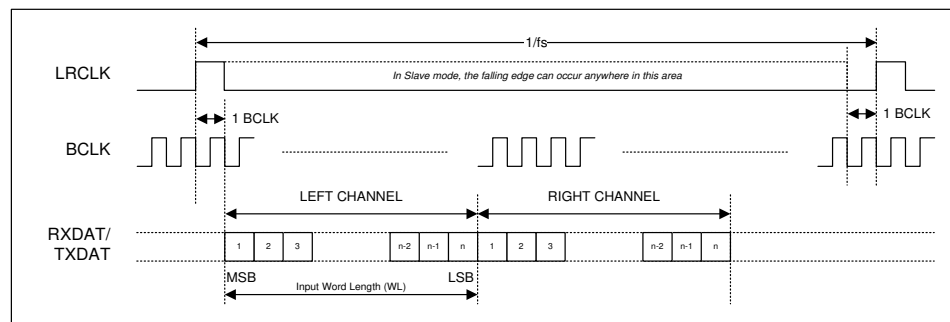 1/fs
LRCLK
In Slave mode, the falling edge can occur anywhere in this area
1 BCLK
1 BCLK
BCLK
LEFT CHANNEL
RIGHT CHANNEL
RXDAT/
TXDAT
1 2 3 n-2 n-1 n 1 2 3 n-2 n-1 n
MSB
LSB
Input Word Length (WL)